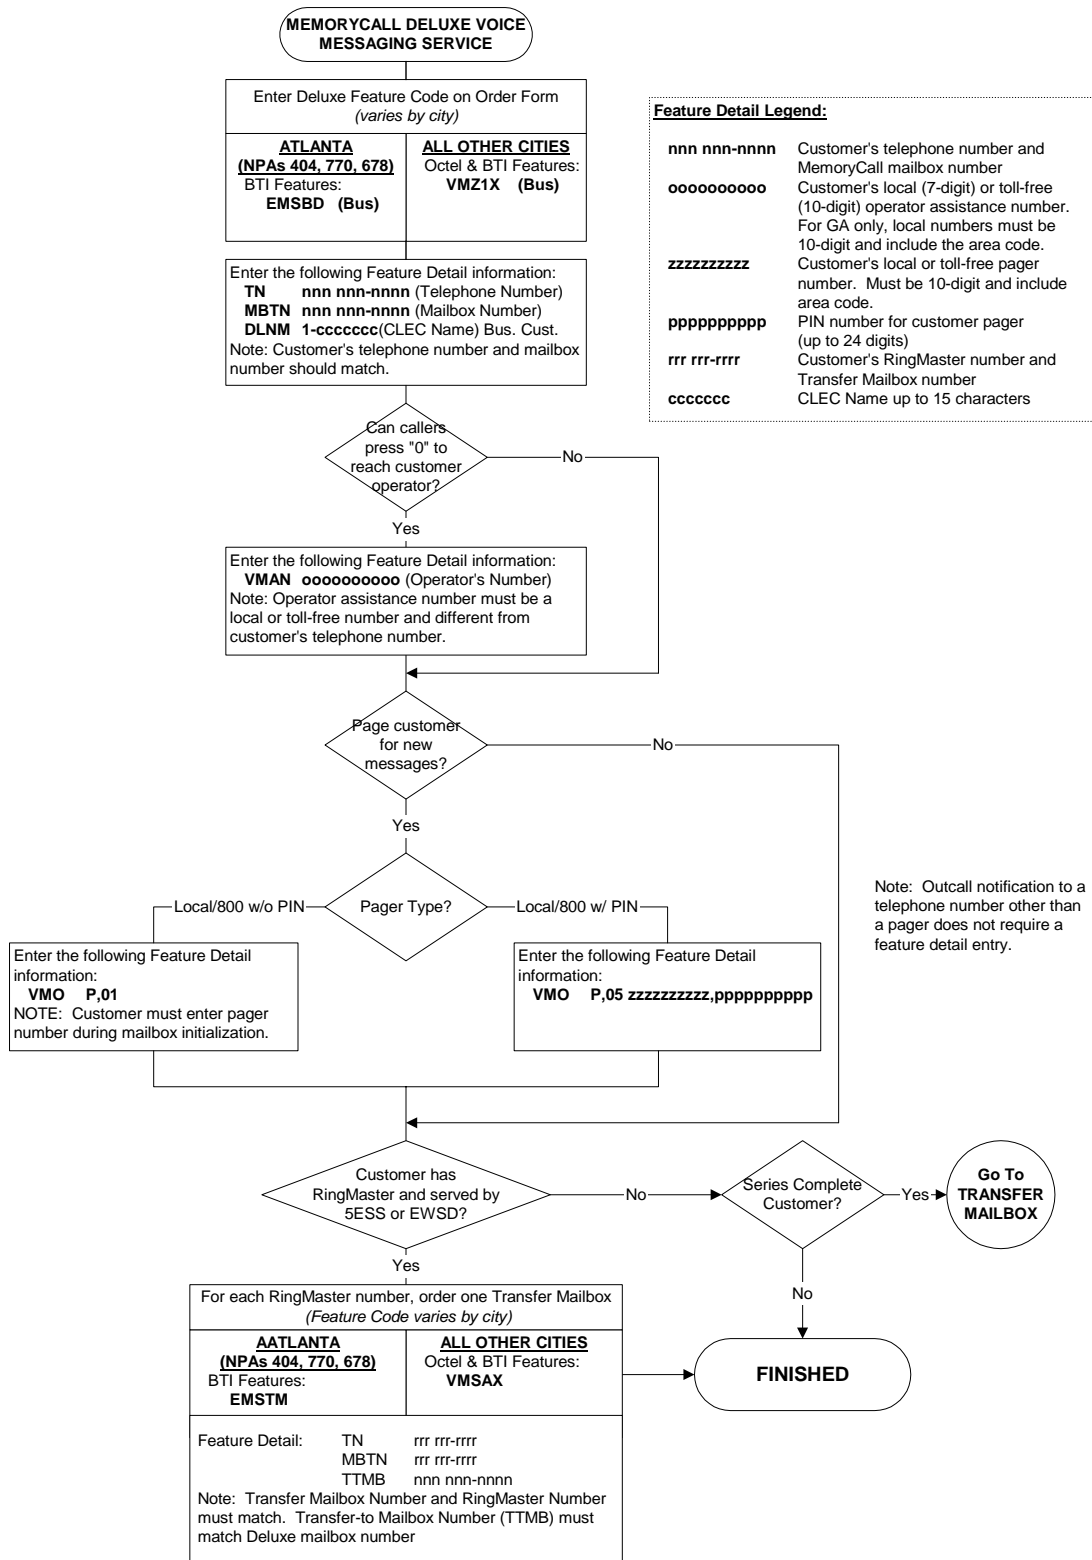 MEMORYCALL DELUXE VOICE
MESSAGING SERVICE
Enter Deluxe Feature Code on Order Form
(varies by city)
ATLANTA
(NPAs 404, 770, 678)
BTI Features:
EMSBD (Bus)
ALL OTHER CITIES
Octel & BTI Features:
VMZ1X (Bus)
Feature Detail Legend:
nnn nnn-nnnn Customer's telephone number and
MemoryCall mailbox number
oooooooooo Customer's local (7-digit) or toll-free
(10-digit) operator assistance number.
For GA only, local numbers must be
10-digit and include the area code.
zzzzzzzzzz Customer's local or toll-free pager
number. Must be 10-digit and include
area code.
pppppppppp PIN number for customer pager
(up to 24 digits)
rrr rrr-rrrr Customer's RingMaster number and
Transfer Mailbox number
ccccccc CLEC Name up to 15 characters
Enter the following Feature Detail information:
TN nnn nnn-nnnn (Telephone Number)
MBTN nnn nnn-nnnn (Mailbox Number)
DLNM 1-ccccccc(CLEC Name) Bus. Cust.
Note: Customer's telephone number and mailbox
number should match.
Can callers
press "0" to
reach customer
operator?
No
Yes
Enter the following Feature Detail information:
VMAN oooooooooo (Operator's Number)
Note: Operator assistance number must be a
local or toll-free number and different from
customer's telephone number.
Page customer
for new
messages?
No
Yes
Pager Type?
Local/800 w/o PIN
Local/800 w/ PIN
Note: Outcall notification to a
telephone number other than
a pager does not require a
feature detail entry.
Enter the following Feature Detail
information:
VMO P,01
NOTE: Customer must enter pager
number during mailbox initialization.
Enter the following Feature Detail
information:
VMO P,05 zzzzzzzzzz,pppppppppp
Customer has
RingMaster and served by
5ESS or EWSD?
No
Series Complete
Customer?
Yes
Go To
TRANSFER
MAILBOX
Yes
No
For each RingMaster number, order one Transfer Mailbox
(Feature Code varies by city)
AATLANTA
(NPAs 404, 770, 678)
BTI Features:
EMSTM
ALL OTHER CITIES
Octel & BTI Features:
VMSAX
FINISHED
Feature Detail: TN rrr rrr-rrrr
MBTN rrr rrr-rrrr
TTMB nnn nnn-nnnn
Note: Transfer Mailbox Number and RingMaster Number
must match. Transfer-to Mailbox Number (TTMB) must
match Deluxe mailbox number